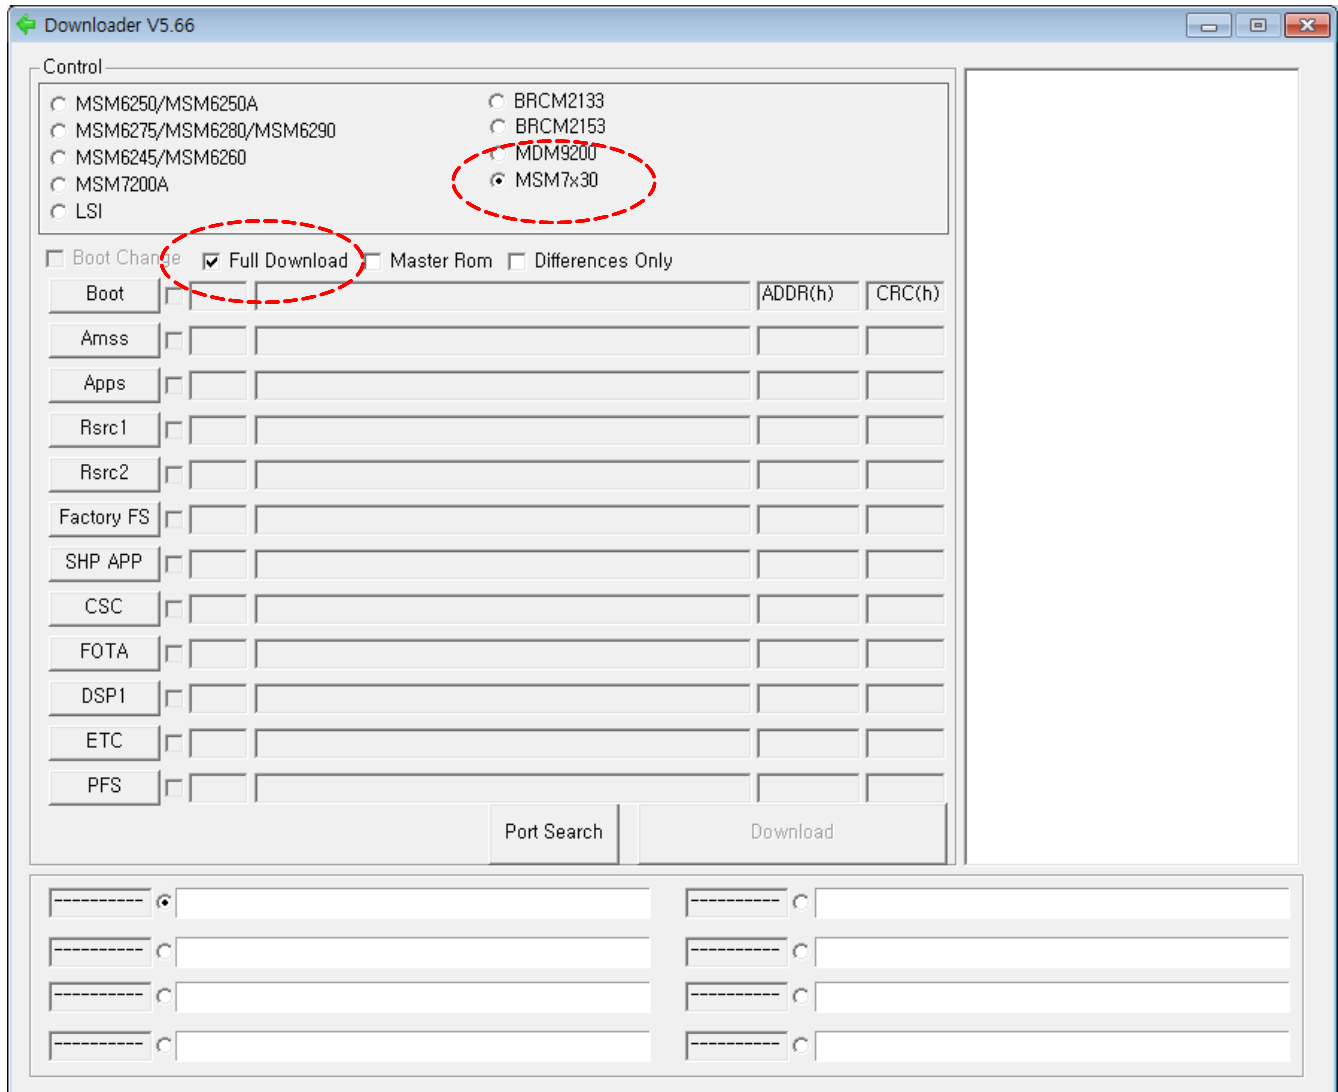 Downloader V5.66
Control
MSM6250/MSM6250A
MSM6275/MSM6280/MSM6290
MSM6245/MSM6260
MSM7200A
LSI
BRCM2133
BRCM2153
MDM9200
MSM7x30
Boot Change Full Download Master Rom Differences Only
Boot ADDR(h) CRC(h)
Amss
Apps
Rsrc1
Rsrc2
Factory FS
SHP APP
CSC
FOTA
DSP1
ETC
PFS
Port Search Download
---------- ----------
---------- ----------
---------- ----------
---------- ----------